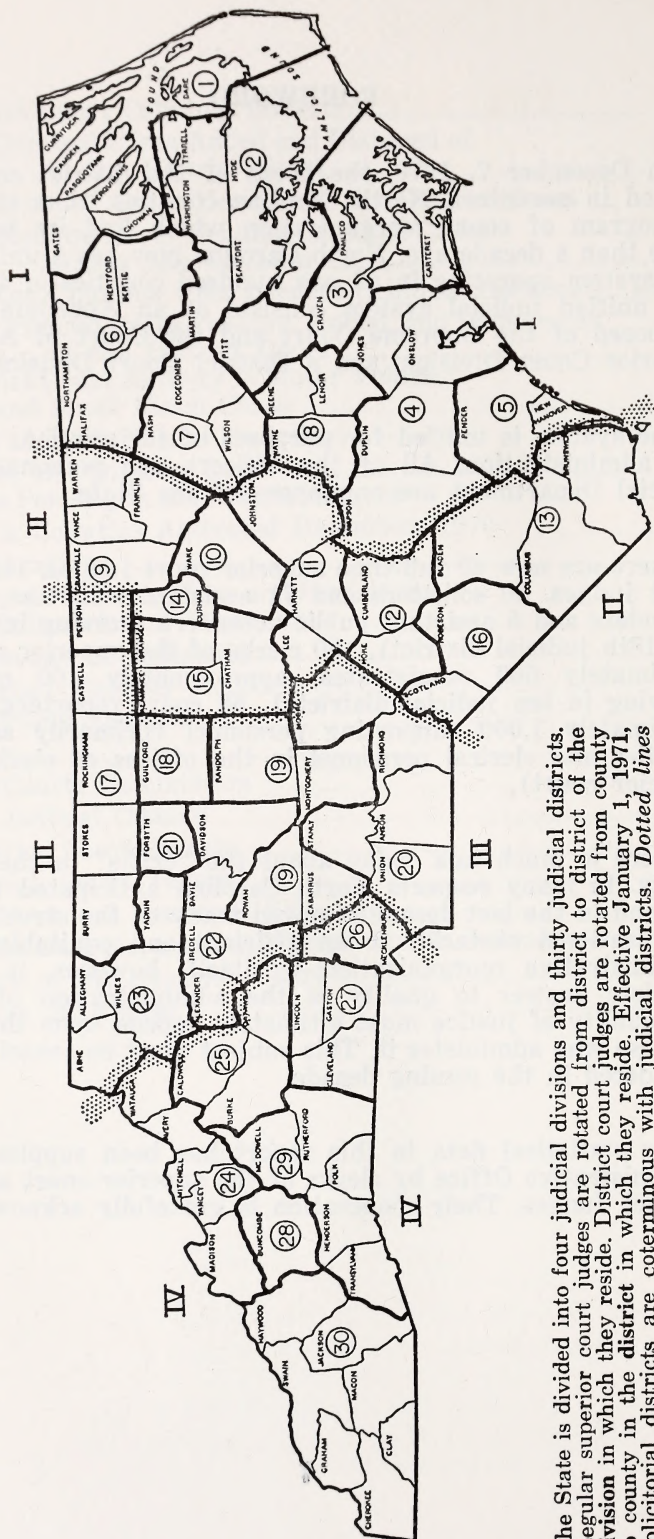 I
II
III
IV
CURRITUCK
CAMDEN
PASQUOTANK
PERQUIMANS
CHOWAN
GATES
HERTFORD
BERTIE
NORTHAMPTON
HALIFAX
6
SOUND
DARE
1
TYRRELL
WASHINGTON
HYDE
2
BEAUFORT
MARTIN
PITT
PAMLICO SOUND
PAMLICO
CRAVEN
3
CARTERET
JONES
EDGECOMBE
NASH
7
WILSON
GREENE
LENOIR
WAYNE
8
ONSLOW
DUPLIN
4
SAMPSON
PENDER
5
NEW HANOVER
BRUNSWICK
I
WARREN
VANCE
FRANKLIN
GRANVILLE
9
PERSON
WAKE
10
JOHNSTON
HARNETT
11
LEE
CUMBERLAND
12
HOKE
BLADEN
13
COLUMBUS
ROBESON
16
SCOTLAND
II
DURHAM
14
ORANGE
CHATHAM
15
CASWELL
ROCKINGHAM
17
STOKES
SURRY
GUILFORD
18
RANDOLPH
19
MONTGOMERY
MOORE
RICHMOND
FORSYTH
21
DAVIDSON
DAVIE
YADKIN
ROWAN
19
CABARRUS
STANLY
ANSON
UNION
20
III
IREDELL
22
ALEXANDER
ALLEGHANY
WILKES
23
ASHE
MECKLENBURG
26
LINCOLN
GASTON
27
CLEVELAND
CATAWBA
CALDWELL
25
BURKE
WATAUGA
AVERY
MITCHELL
YANCEY
24
MADISON
McDOWELL
RUTHERFORD
29
POLK
BUNCOMBE
28
HENDERSON
TRANSYLVANIA
HAYWOOD
JACKSON
30
SWAIN
MACON
GRAHAM
CLAY
CHEROKEE
IV
he State is divided into four judicial divisions and thirty judicial districts.
egular superior court judges are rotated from district to district of the
vision in which they reside. District court judges are rotated from county
o county in the district in which they reside. Effective January 1, 1971,
olicitorial districts are coterminous with judicial districts. Dotted lines